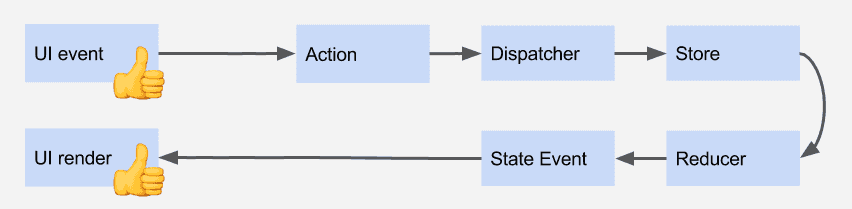 UI event
Action
Dispatcher
Store
UI render
State Event
Reducer